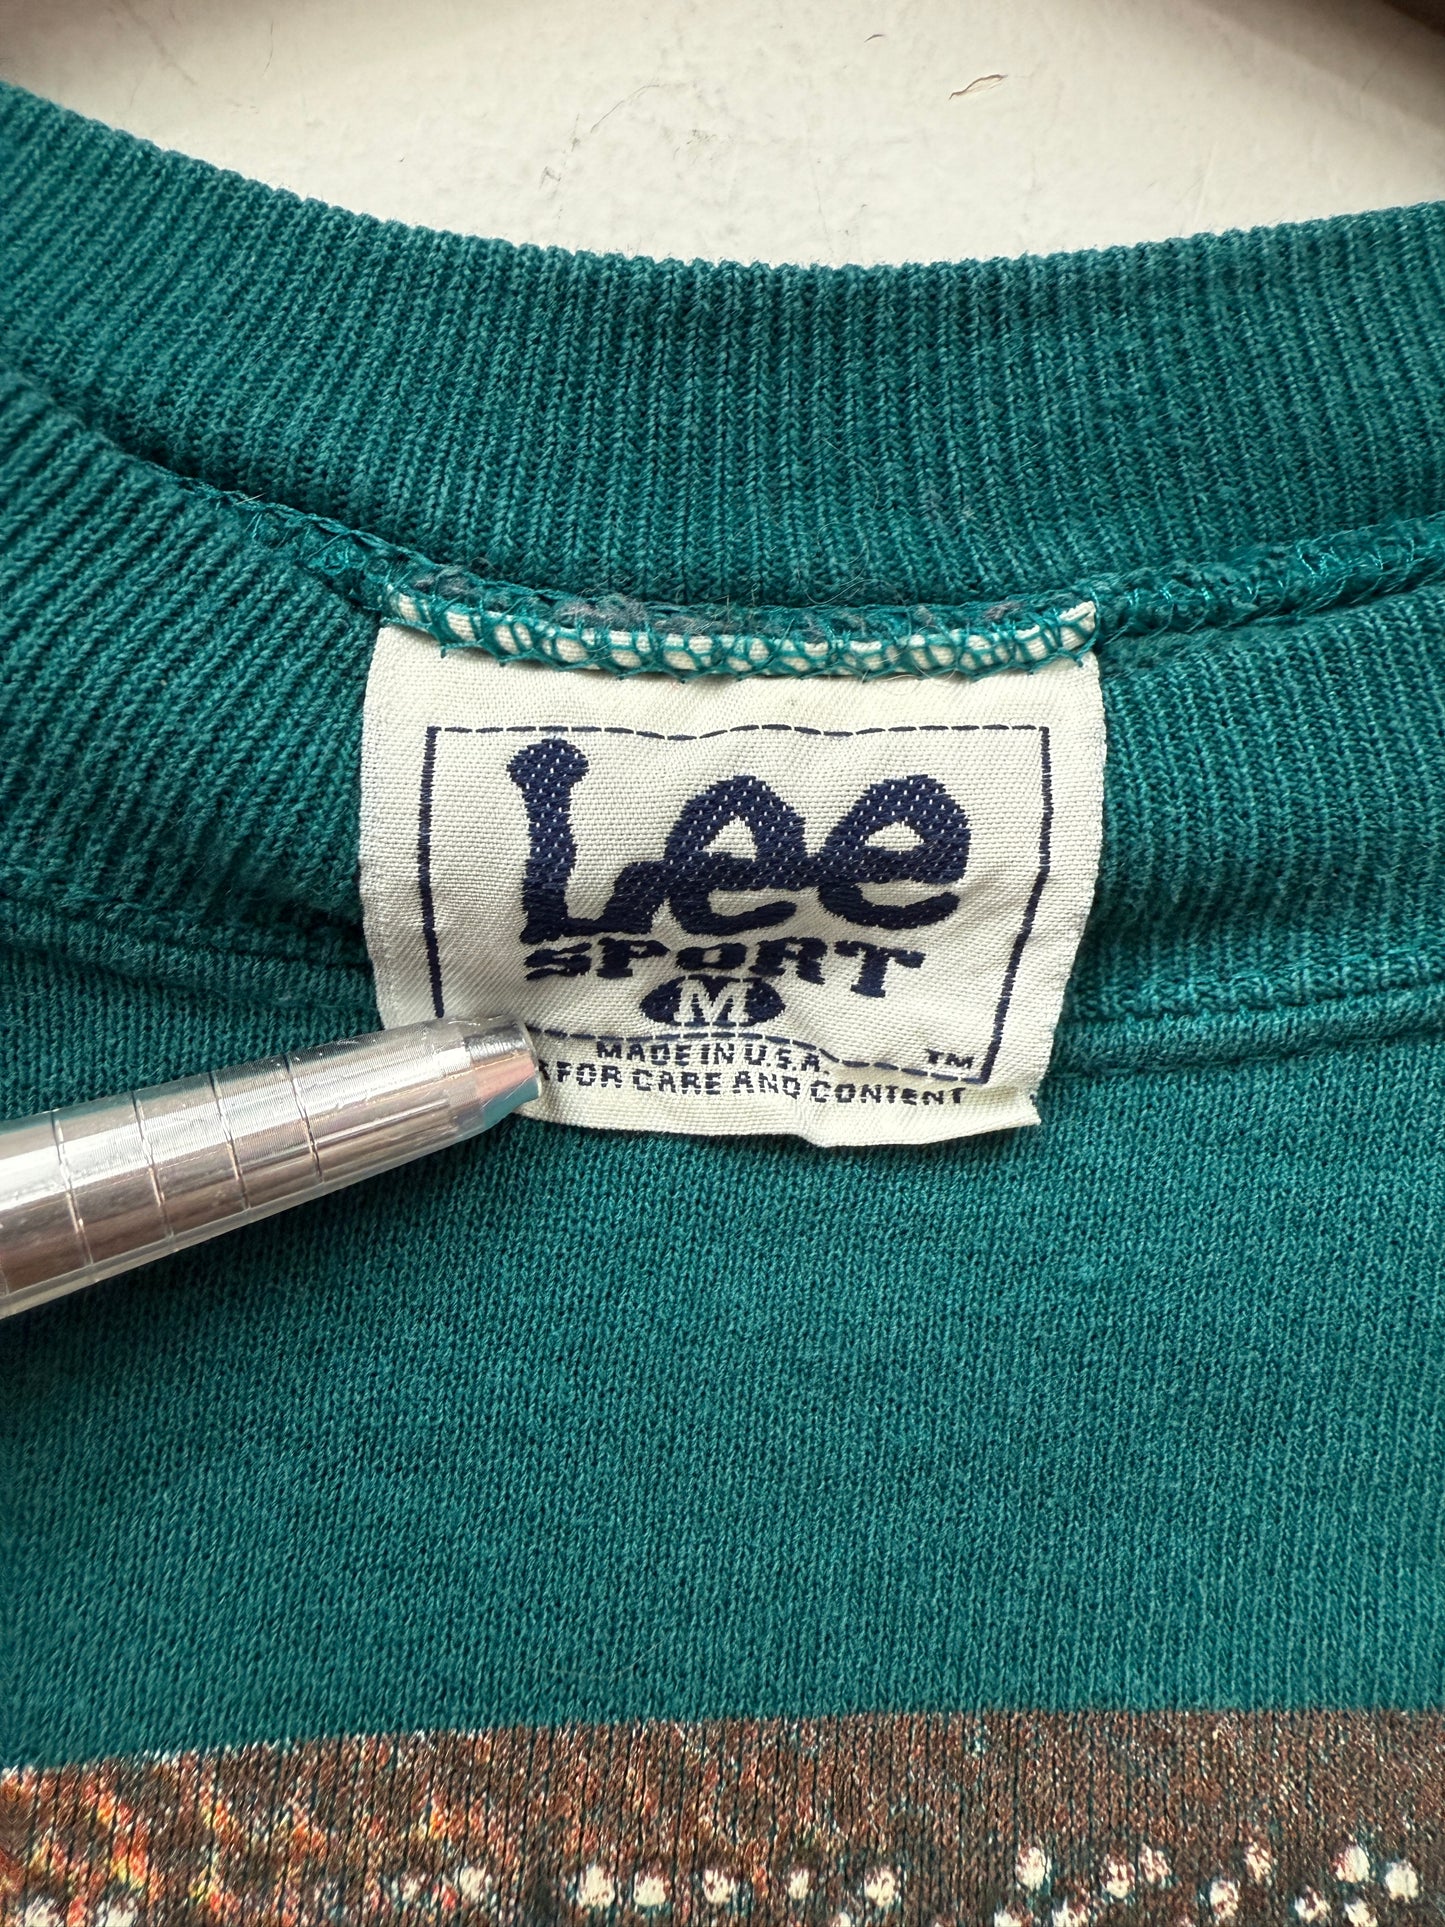 Lee
SPORT
M
MADE IN U.S.A.
TM
FOR CARE AND CONTENT